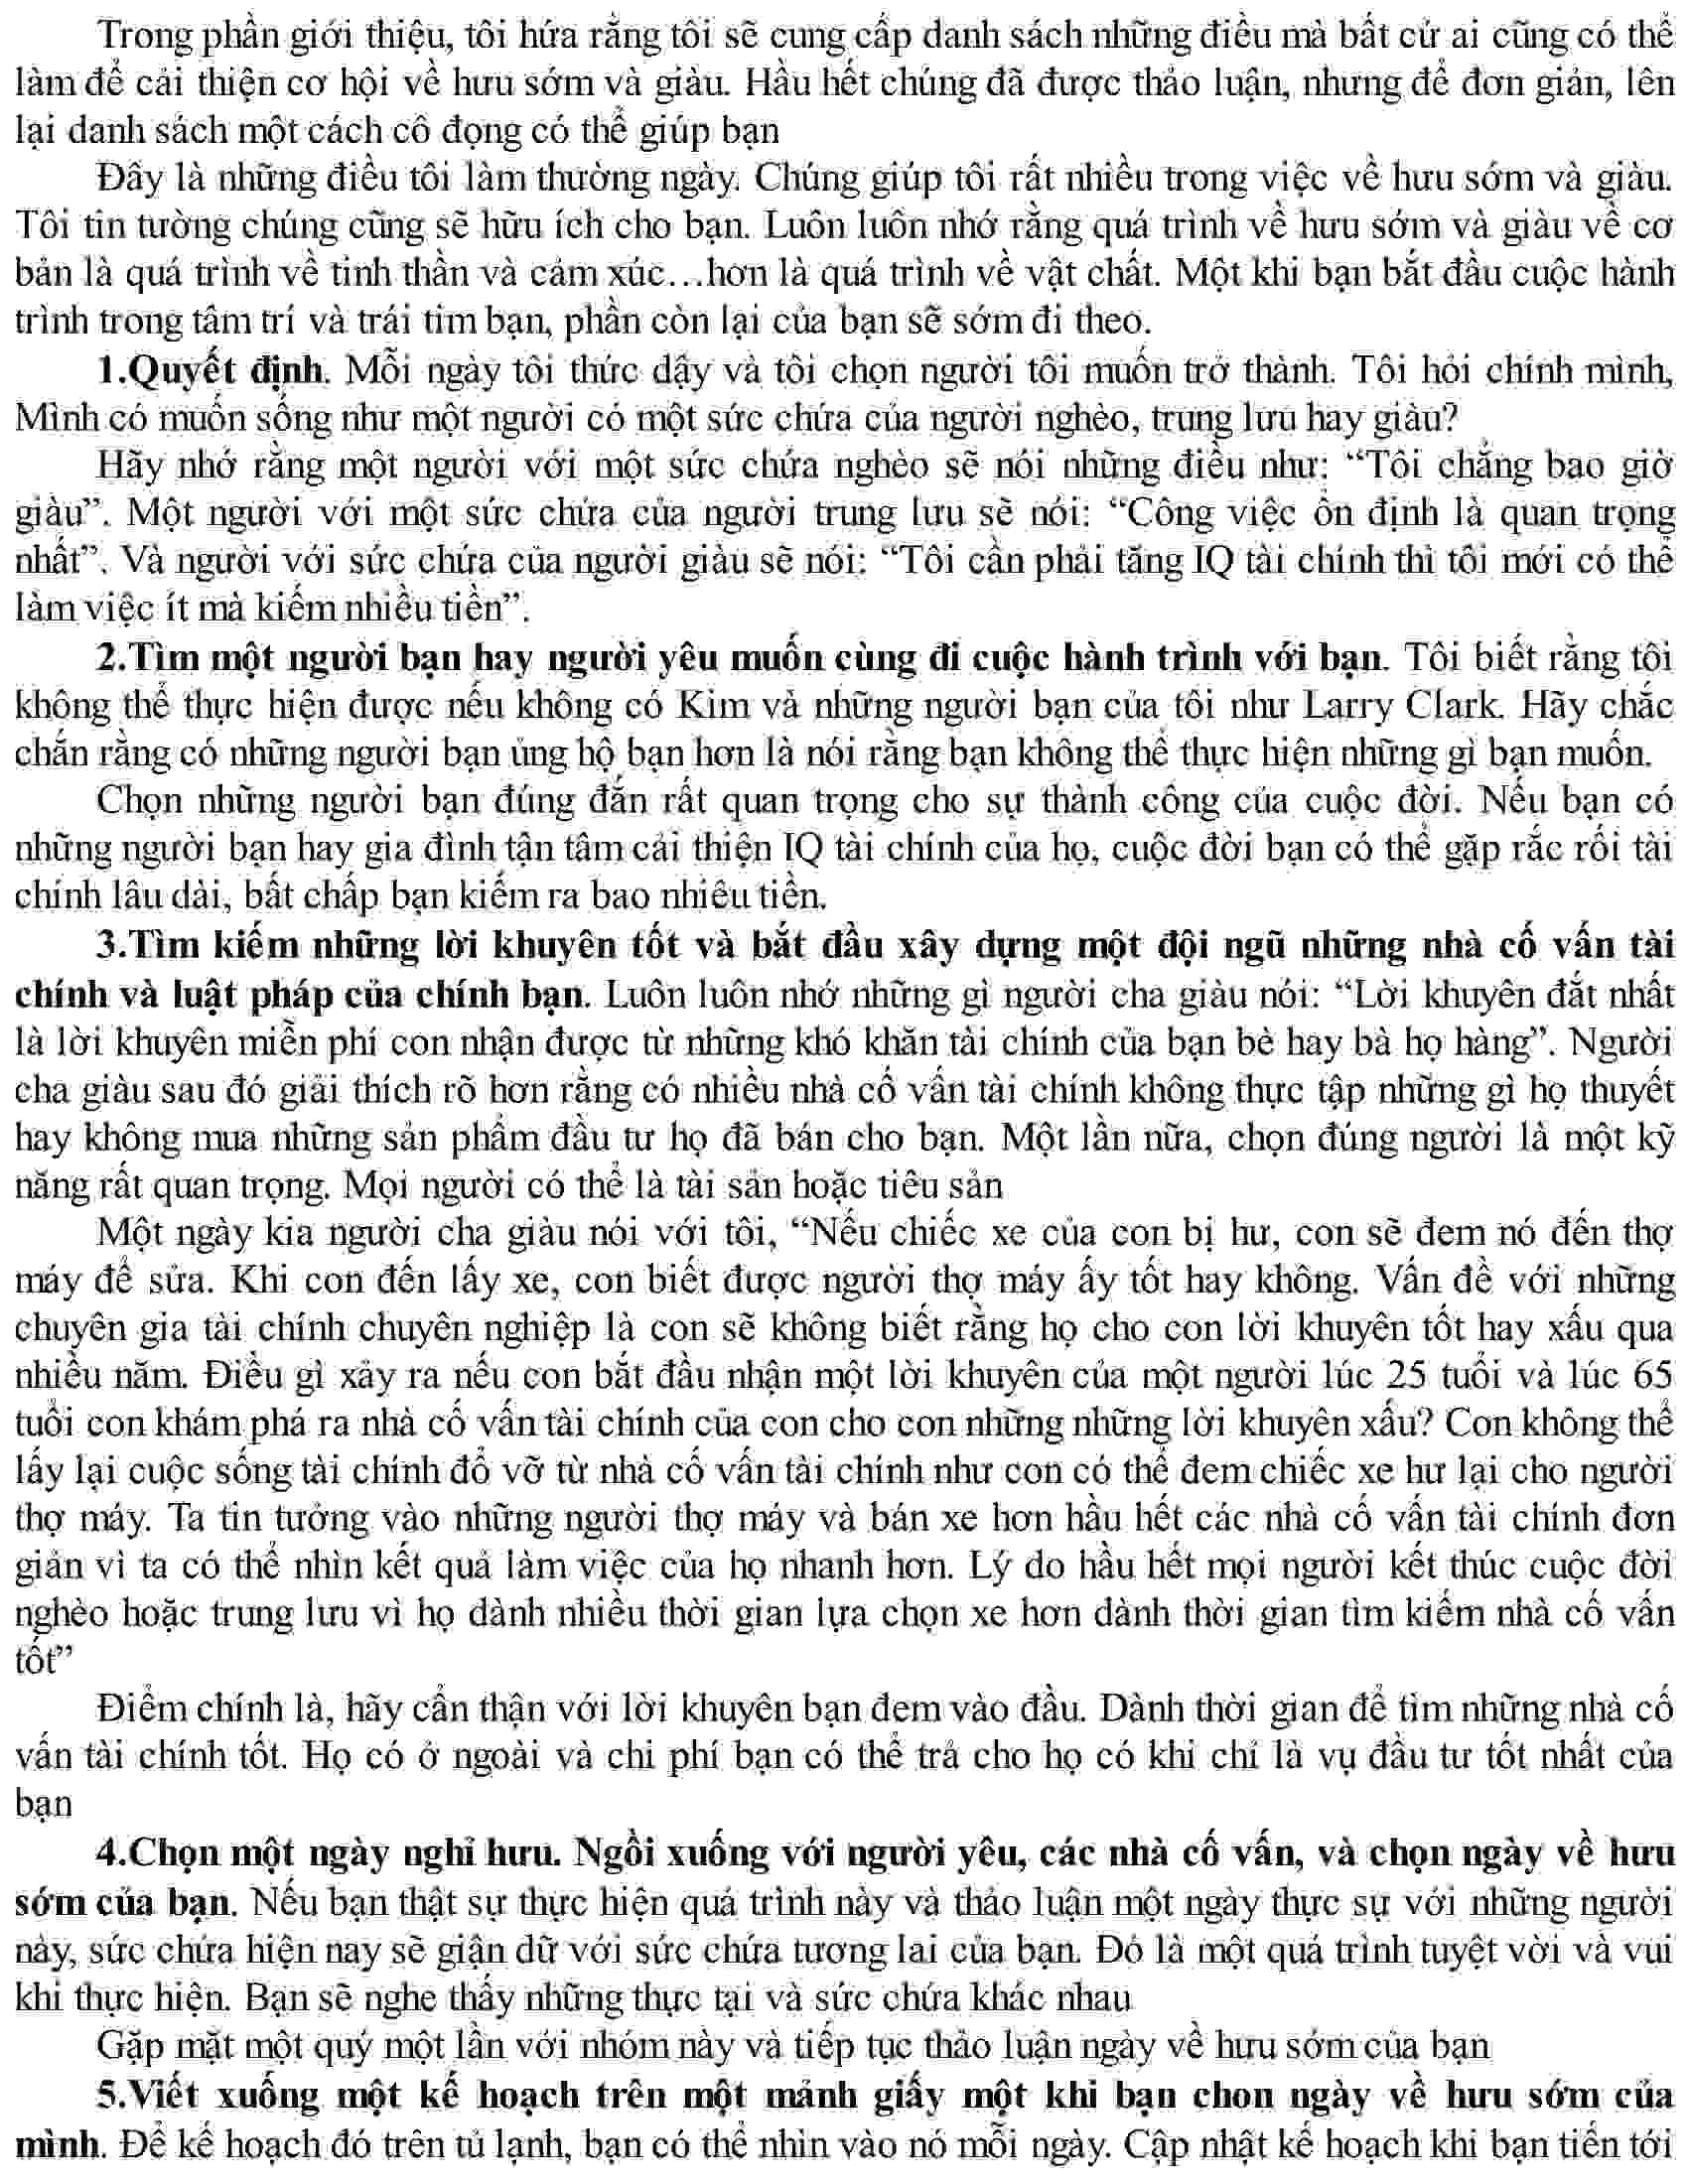 Trong phần giới thiệu, tôi hứa rằng tôi sẽ cung cấp danh sách những điều mà bất cứ ai cũng có thể
làm để cải thiện cơ hội về hưu sớm và giàu. Hầu hết chúng đã được thảo luận, nhưng để đơn giản, lên
lại danh sách một cách cô đọng có thể giúp bạn
Đây là những điều tôi làm thường ngày. Chúng giúp tôi rất nhiều trong việc về hưu sớm và giàu.
Tôi tin tường chúng cũng sẽ hữu ích cho bạn. Luôn luôn nhớ rằng quá trình về hưu sớm và giàu về cơ
bản là quá trình về tinh thần và cảm xúc…hơn là quá trình về vật chất. Một khi bạn bắt đầu cuộc hành
trình trong tâm trí và trái tim bạn, phần còn lại của bạn sẽ sớm đi theo.
1.Quyết định. Mỗi ngày tôi thức dậy và tôi chọn người tôi muốn trở thành. Tôi hỏi chính mình,
Mình có muốn sống như một người có một sức chứa của người nghèo, trung lưu hay giàu?
Hãy nhớ rằng một người với một sức chứa nghèo sẽ nói những điều như: “Tôi chẳng bao giờ
giàu”. Một người với một sức chứa của người trung lưu sẽ nói: “Công việc ổn định là quan trọng
nhất”. Và người với sức chứa của người giàu sẽ nói: “Tôi cần phải tăng IQ tài chính thì tôi mới có thể
làm việc ít mà kiếm nhiều tiền”.
2.Tìm một người bạn hay người yêu muốn cùng đi cuộc hành trình với bạn. Tôi biết rằng tôi
không thể thực hiện được nếu không có Kim và những người bạn của tôi như Larry Clark. Hãy chắc
chắn rằng có những người bạn ủng hộ bạn hơn là nói rằng bạn không thể thực hiện những gì bạn muốn.
Chọn những người bạn đúng đắn rất quan trọng cho sự thành công của cuộc đời. Nếu bạn có
những người bạn hay gia đình tận tâm cải thiện IQ tài chính của họ, cuộc đời bạn có thể gặp rắc rối tài
chính lâu dài, bất chấp bạn kiếm ra bao nhiêu tiền.
3.Tìm kiếm những lời khuyên tốt và bắt đầu xây dựng một đội ngũ những nhà cố vấn tài
chính và luật pháp của chính bạn. Luôn luôn nhớ những gì người cha giàu nói: “Lời khuyên đắt nhất
là lời khuyên miễn phí con nhận được từ những khó khăn tài chính của bạn bè hay bà họ hàng”. Người
cha giàu sau đó giải thích rõ hơn rằng có nhiều nhà cố vấn tài chính không thực tập những gì họ thuyết
hay không mua những sản phẩm đầu tư họ đã bán cho bạn. Một lần nữa, chọn đúng người là một kỹ
năng rất quan trọng. Mọi người có thể là tài sản hoặc tiêu sản
Một ngày kia người cha giàu nói với tôi, “Nếu chiếc xe của con bị hư, con sẽ đem nó đến thợ
máy để sửa. Khi con đến lấy xe, con biết được người thợ máy ấy tốt hay không. Vấn đề với những
chuyên gia tài chính chuyên nghiệp là con sẽ không biết rằng họ cho con lời khuyên tốt hay xấu qua
nhiều năm. Điều gì xảy ra nếu con bắt đầu nhận một lời khuyên của một người lúc 25 tuổi và lúc 65
tuổi con khám phá ra nhà cố vấn tài chính của con cho con những những lời khuyên xấu? Con không thể
lấy lại cuộc sống tài chính đổ vỡ từ nhà cố vấn tài chính như con có thể đem chiếc xe hư lại cho người
thợ máy. Ta tin tưởng vào những người thợ máy và bán xe hơn hầu hết các nhà cố vấn tài chính đơn
giản vì ta có thể nhìn kết quả làm việc của họ nhanh hơn. Lý do hầu hết mọi người kết thúc cuộc đời
nghèo hoặc trung lưu vì họ dành nhiều thời gian lựa chọn xe hơn dành thời gian tìm kiếm nhà cố vấn
tốt”
Điểm chính là, hãy cẩn thận với lời khuyên bạn đem vào đầu. Dành thời gian để tìm những nhà cố
vấn tài chính tốt. Họ có ở ngoài và chi phí bạn có thể trả cho họ có khi chỉ là vụ đầu tư tốt nhất của
bạn
4.Chọn một ngày nghỉ hưu. Ngồi xuống với người yêu, các nhà cố vấn, và chọn ngày về hưu
sớm của bạn. Nếu bạn thật sự thực hiện quá trình này và thảo luận một ngày thực sự với những người
này, sức chứa hiện nay sẽ giận dữ với sức chứa tương lai của bạn. Đó là một quá trình tuyệt vời và vui
khi thực hiện. Bạn sẽ nghe thấy những thực tại và sức chứa khác nhau
Gặp mặt một quý một lần với nhóm này và tiếp tục thảo luận ngày về hưu sớm của bạn
5.Viết xuống một kế hoạch trên một mảnh giấy một khi bạn chon ngày về hưu sớm của
mình. Để kế hoạch đó trên tủ lạnh, bạn có thể nhìn vào nó mỗi ngày. Cập nhật kế hoạch khi bạn tiến tới